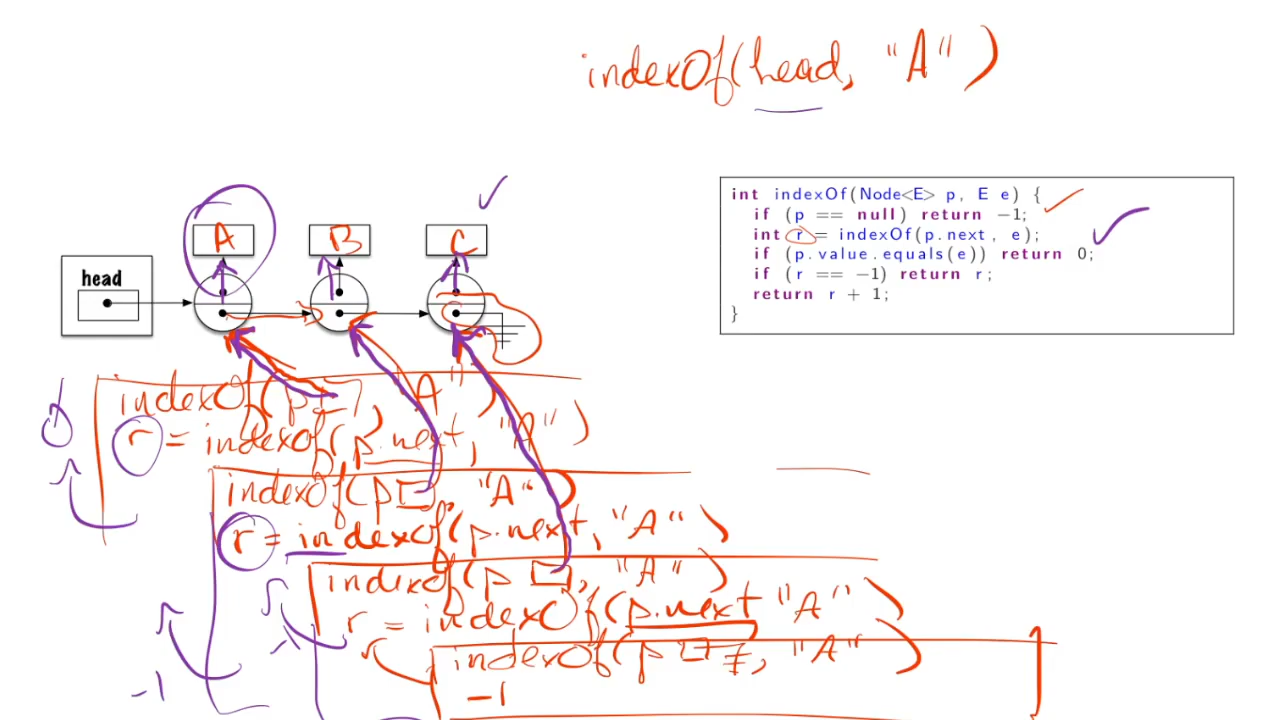 indexOf(head, "A")
int indexOf(Node<E> p, E e) {
if (p == null) return -1;
int r = indexOf(p.next, e);
if (p.value.equals(e)) return 0;
if (r == -1) return r;
return r + 1;
}
A B C
head
indexOf(p , "A")
r = indexOf(p.next, "A")
indexOf(p , "A")
r = indexOf(p.next, "A")
indexOf(p , "A")
r = indexOf(p.next "A")
indexOf(p , "A")
-1
-1